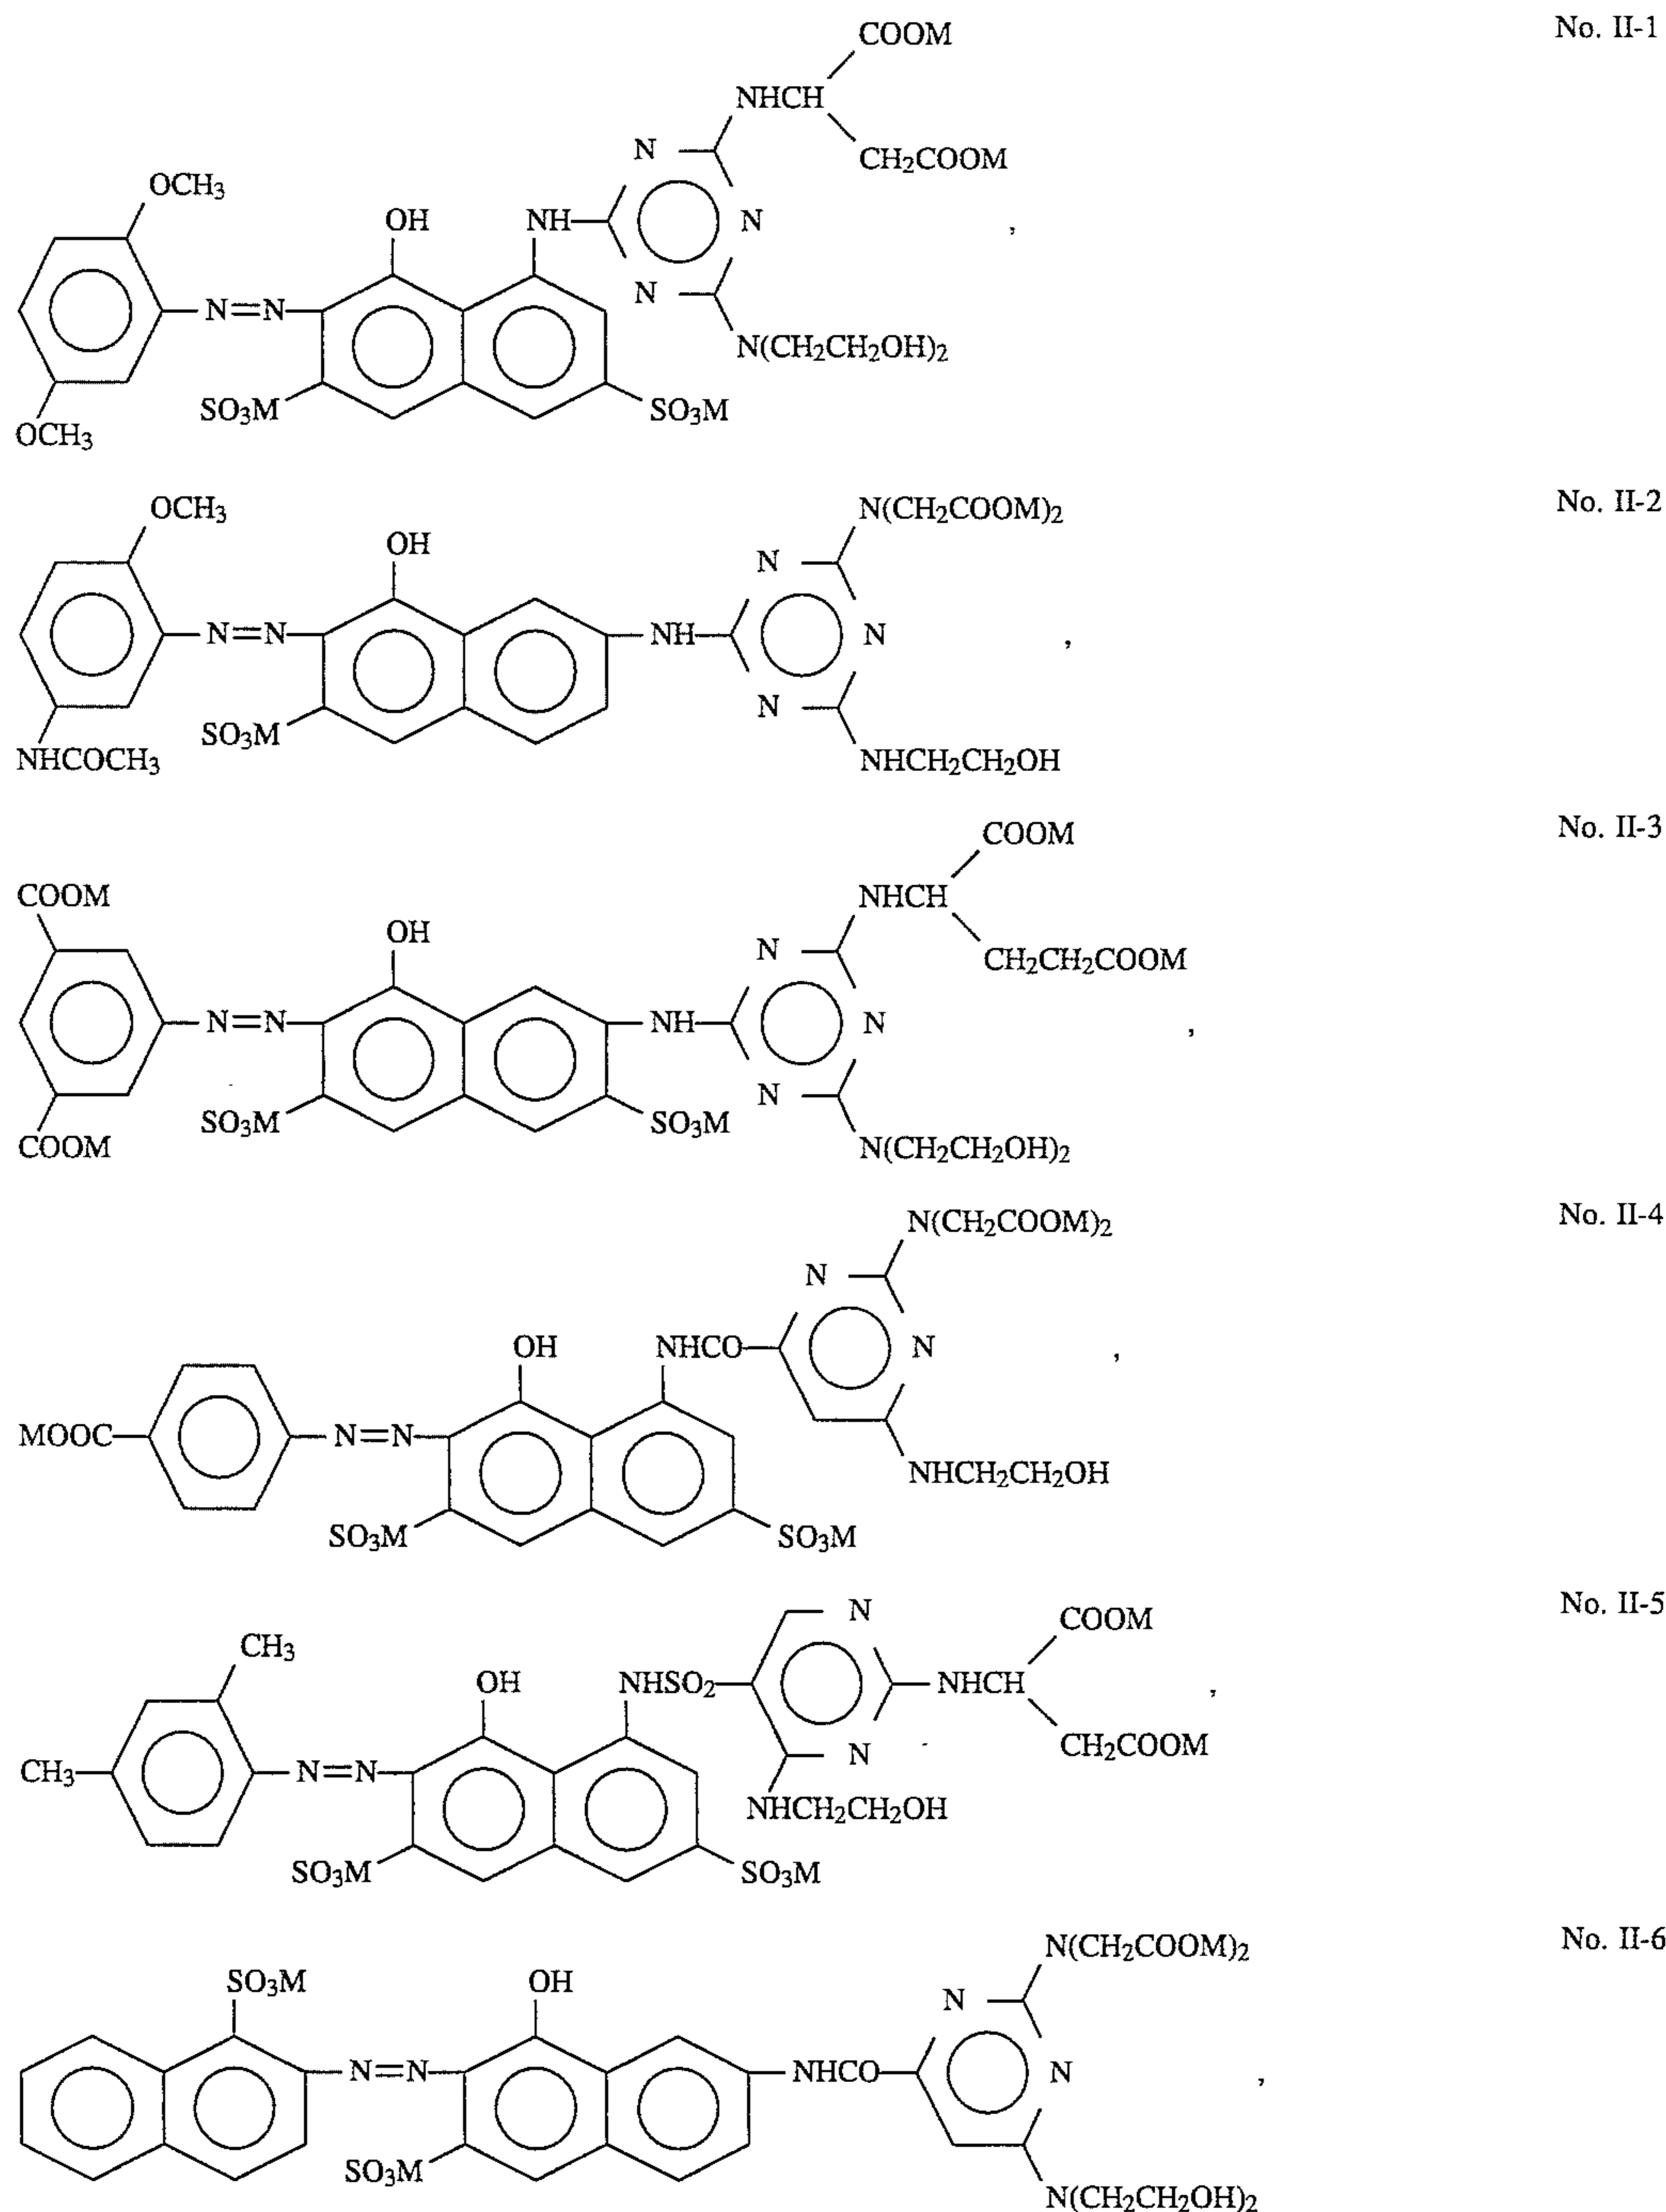 COOM No. II-1
NHCH
N CH₂COOM
OCH₃
OH NH N ,
N
N=N
N(CH₂CH₂OH)₂
SO₃M SO₃M
OCH₃
OCH₃ N(CH₂COOM)₂ No. II-2
OH
N
N=N NH N ,
N
SO₃M
NHCOCH₃ NHCH₂CH₂OH
COOM No. II-3
COOM NHCH
OH
N CH₂CH₂COOM
N=N NH N ,
N
SO₃M SO₃M
COOM N(CH₂CH₂OH)₂
N(CH₂COOM)₂ No. II-4
N
OH NHCO N ,
MOOC N=N
NHCH₂CH₂OH
SO₃M SO₃M
N COOM No. II-5
CH₃
OH NHSO₂ NHCH ,
N CH₂COOM
CH₃ N=N
NHCH₂CH₂OH
SO₃M SO₃M
N(CH₂COOM)₂ No. II-6
SO₃M OH
N
N=N NHCO N ,
SO₃M
N(CH₂CH₂OH)₂